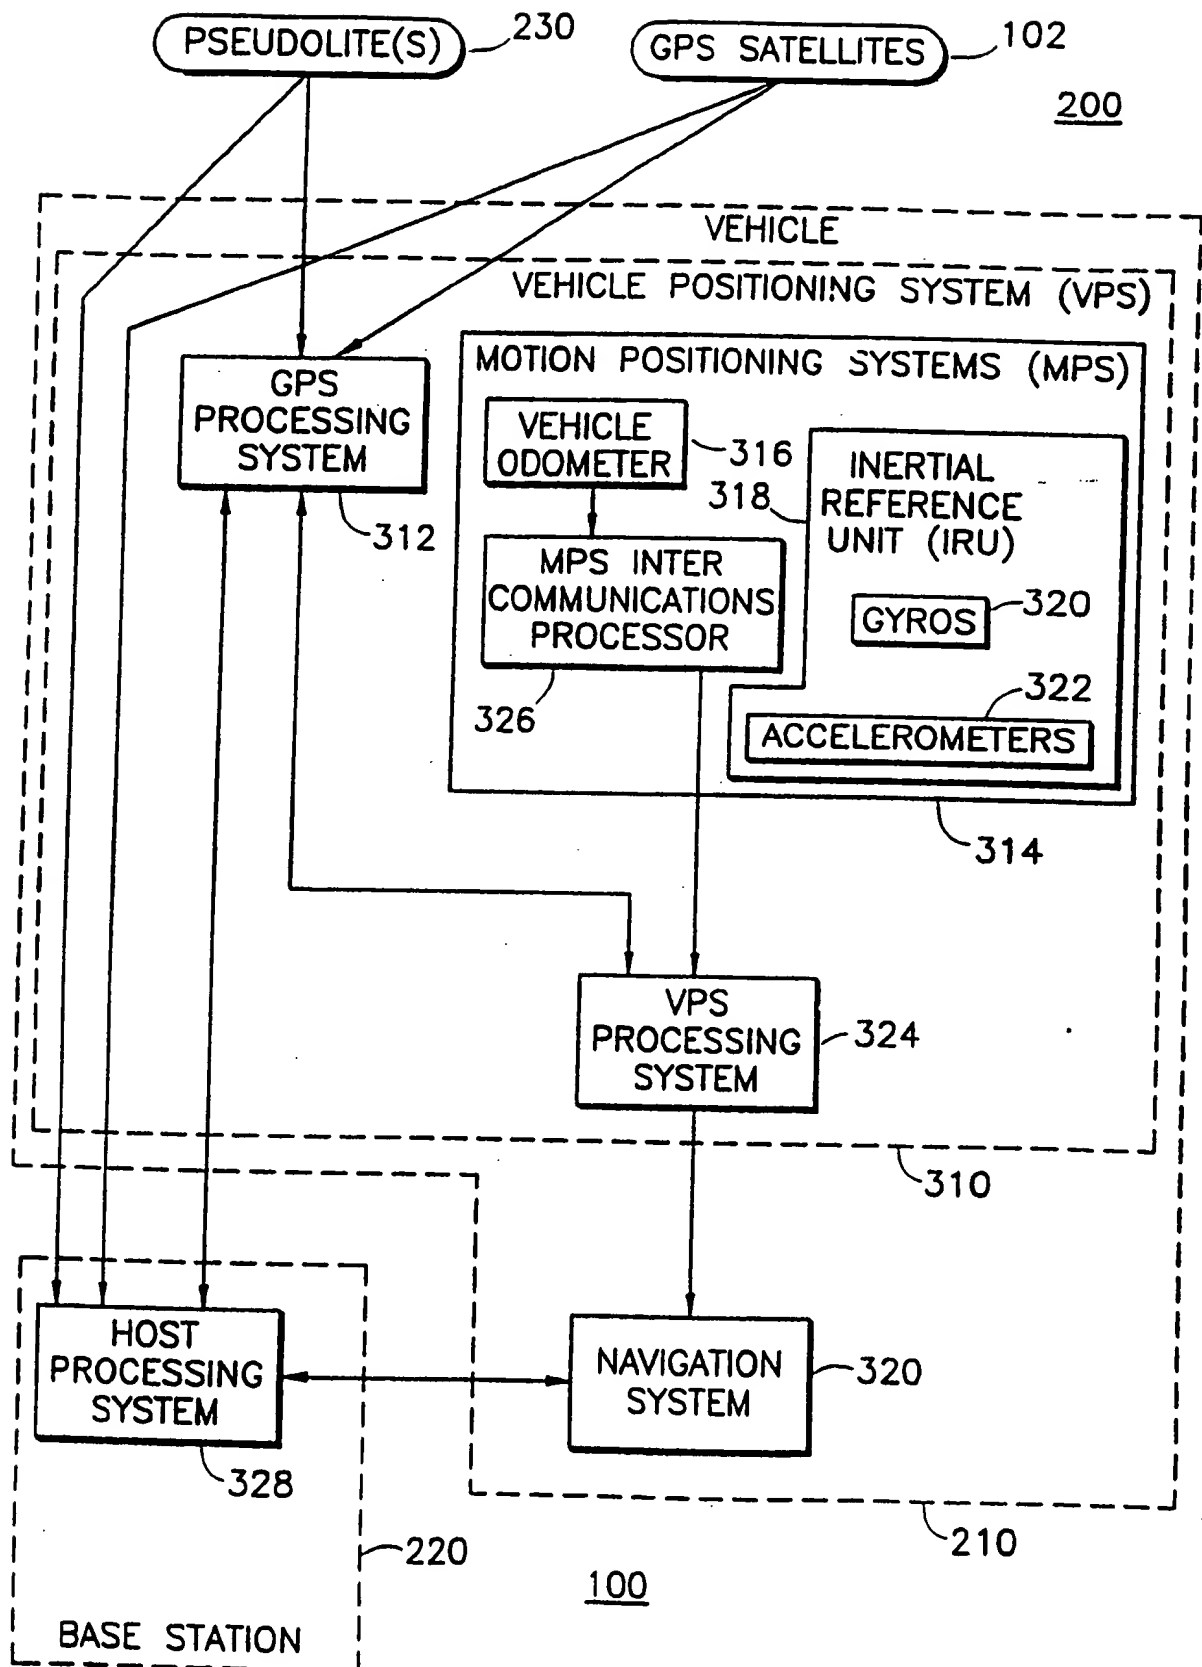 PSEUDOLITE(S)
230
GPS SATELLITES
102
200
VEHICLE
VEHICLE POSITIONING SYSTEM (VPS)
MOTION POSITIONING SYSTEMS (MPS)
GPS
PROCESSING
SYSTEM
312
VEHICLE
ODOMETER
316
318
INERTIAL
REFERENCE
UNIT (IRU)
MPS INTER
COMMUNICATIONS
PROCESSOR
326
GYROS
320
322
ACCELEROMETERS
314
VPS
PROCESSING
SYSTEM
324
310
HOST
PROCESSING
SYSTEM
328
NAVIGATION
SYSTEM
320
220
210
100
BASE STATION